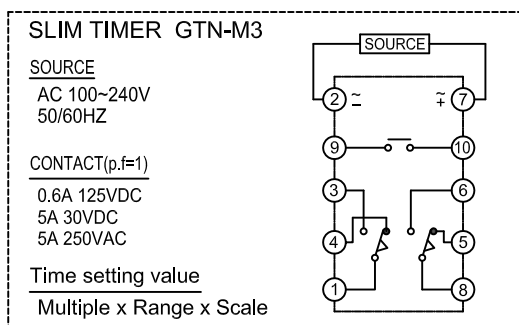 SLIM TIMER GTN-M3
SOURCE
AC 100~240V
50/60HZ
CONTACT(p.f=1)
0.6A 125VDC
5A 30VDC
5A 250VAC
Time setting value
Multiple x Range x Scale
SOURCE
2 ~ − ~ + 7
9 10
3 6
4 5
1 8